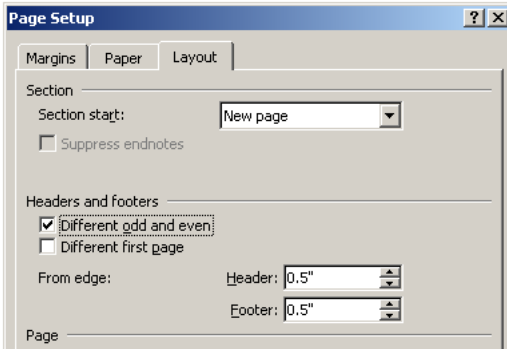 Page Setup
Margins Paper Layout
Section
Section start: New page
Suppress endnotes
Headers and footers
Different odd and even
Different first page
From edge: Header: 0.5"
Footer: 0.5"
Page